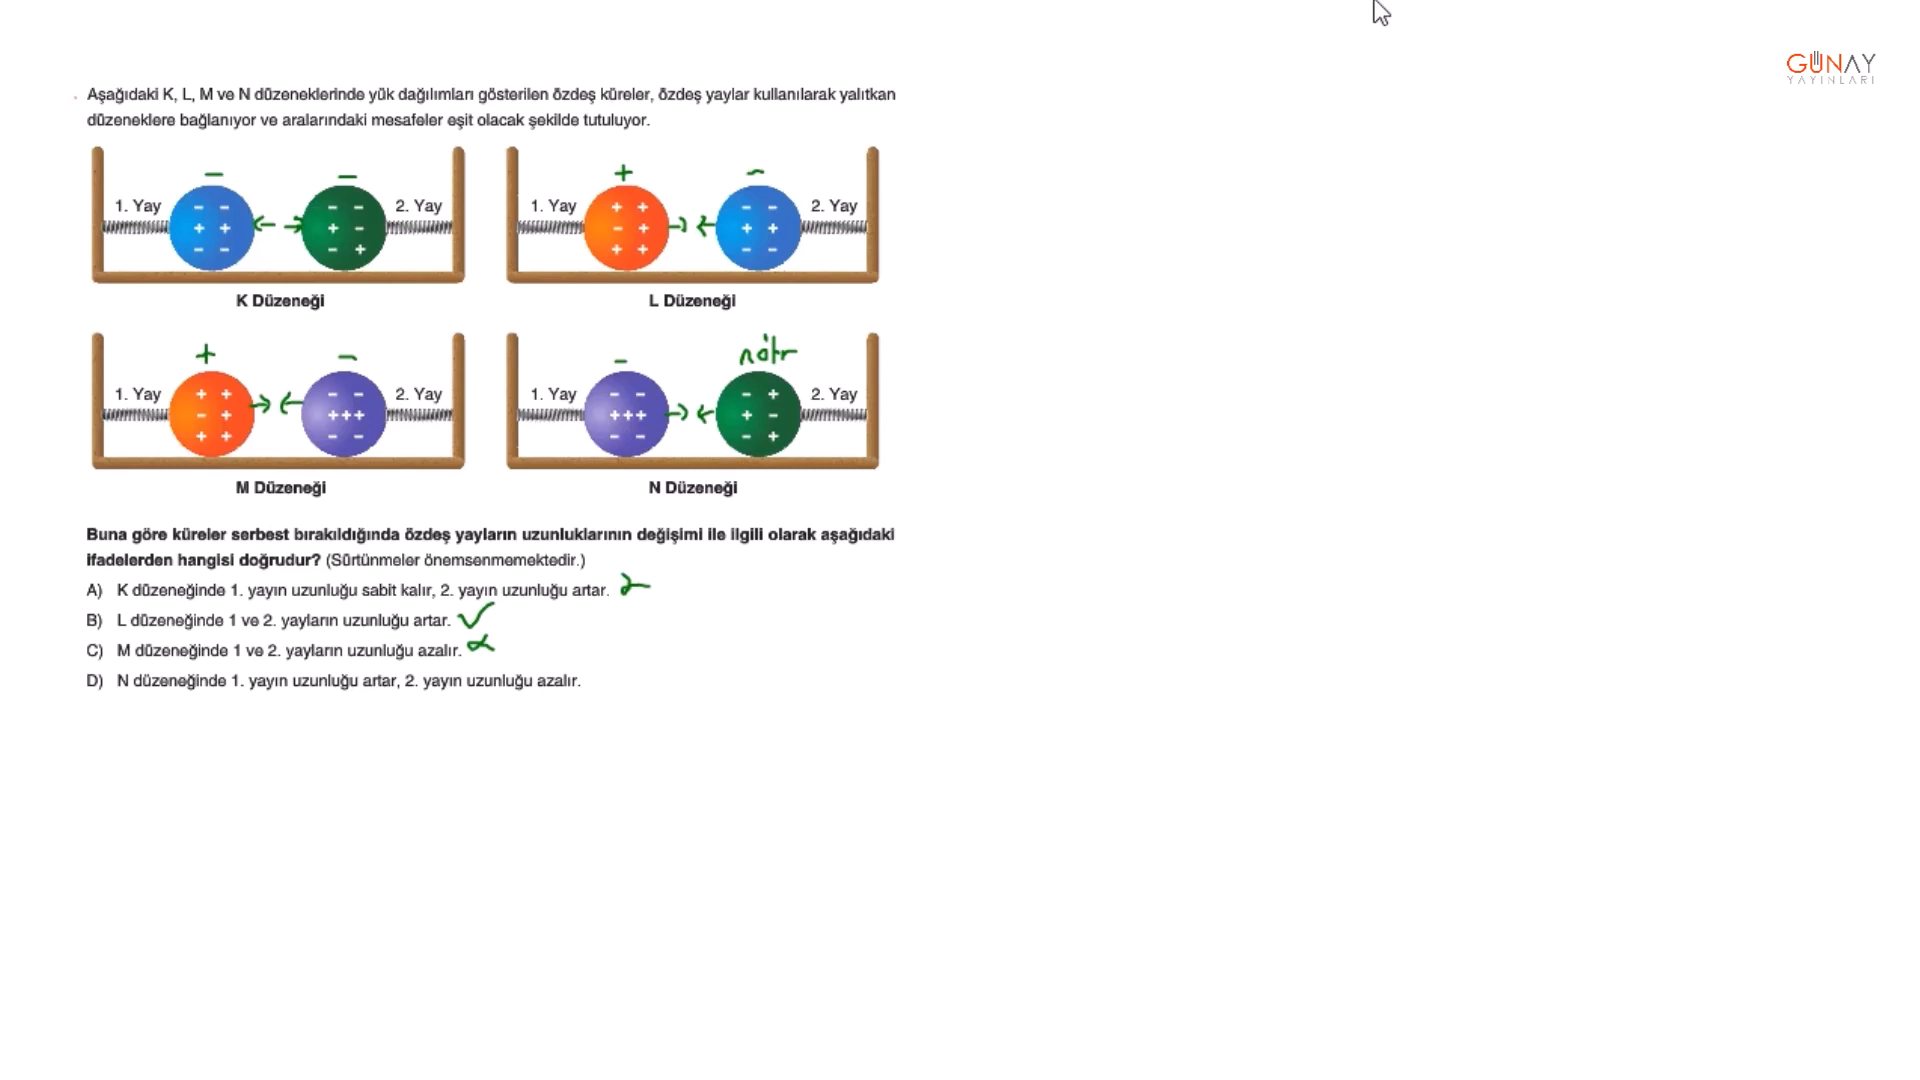 GÜNAY
YAYINLARI
Aşağıdaki K, L, M ve N düzeneklerinde yük dağılımları gösterilen özdeş küreler, özdeş yaylar kullanılarak yalıtkan
düzeneklere bağlanıyor ve aralarındaki mesafeler eşit olacak şekilde tutuluyor.
− − + −
1. Yay 2. Yay 1. Yay 2. Yay
− − − − + + − −
+ + + − − + + +
− − − + + + − −
K Düzeneği L Düzeneği
+ − − nötr
1. Yay 2. Yay 1. Yay 2. Yay
+ + − − − − − +
− + +++ +++ + −
+ + − − − − − +
M Düzeneği N Düzeneği
Buna göre küreler serbest bırakıldığında özdeş yayların uzunluklarının değişimi ile ilgili olarak aşağıdaki
ifadelerden hangisi doğrudur? (Sürtünmeler önemsenmemektedir.)
A) K düzeneğinde 1. yayın uzunluğu sabit kalır, 2. yayın uzunluğu artar.
B) L düzeneğinde 1 ve 2. yayların uzunluğu artar. ✓
C) M düzeneğinde 1 ve 2. yayların uzunluğu azalır.
D) N düzeneğinde 1. yayın uzunluğu artar, 2. yayın uzunluğu azalır.